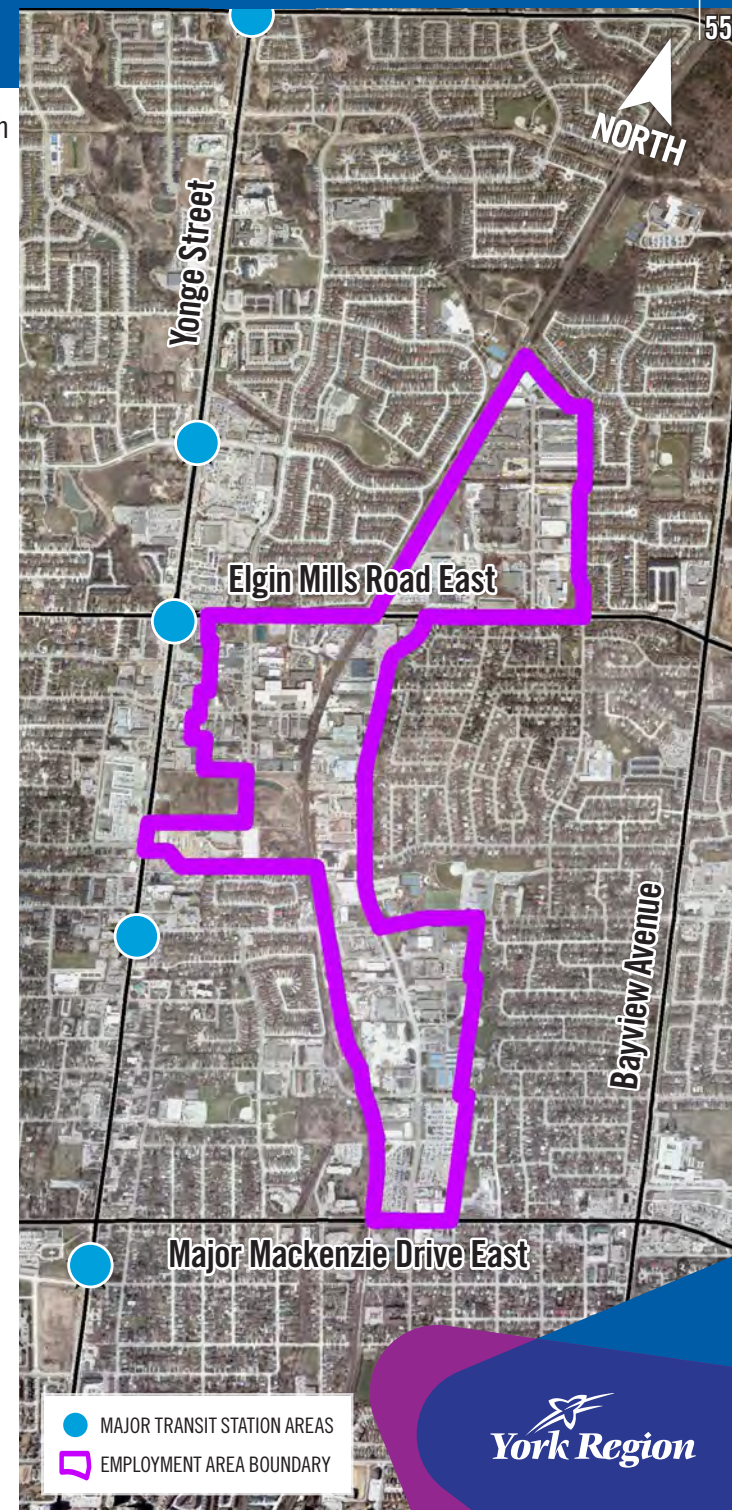 55
n
NORTH
Yonge Street
Elgin Mills Road East
Bayview Avenue
Major Mackenzie Drive East
MAJOR TRANSIT STATION AREAS
EMPLOYMENT AREA BOUNDARY
York Region